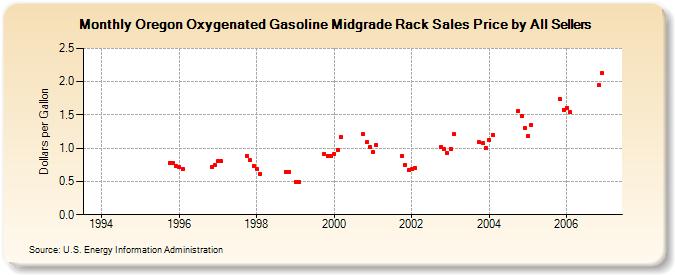 Monthly Oregon Oxygenated Gasoline Midgrade Rack Sales Price by All Sellers
Dollars per Gallon
2.5
2.0
1.5
1.0
0.5
0.0
1994 1996 1998 2000 2002 2004 2006
Source: U.S. Energy Information Administration